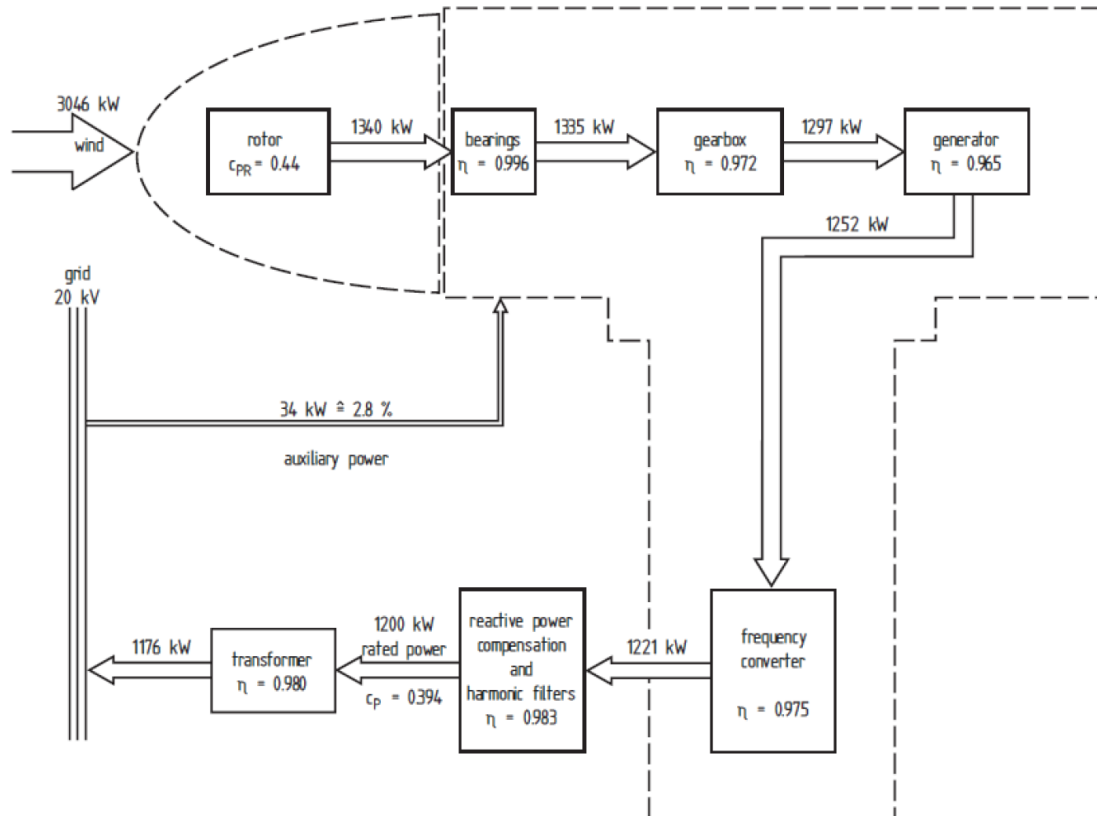 3046 kW
wind
rotor
cPR = 0.44
1340 kW
bearings
η = 0.996
1335 kW
gearbox
η = 0.972
1297 kW
generator
η = 0.965
1252 kW
grid
20 kV
34 kW ≙ 2.8 %
auxiliary power
1176 kW
transformer
η = 0.980
1200 kW
rated power
cP = 0.394
reactive power
compensation
and
harmonic filters
η = 0.983
1221 kW
frequency
converter
η = 0.975